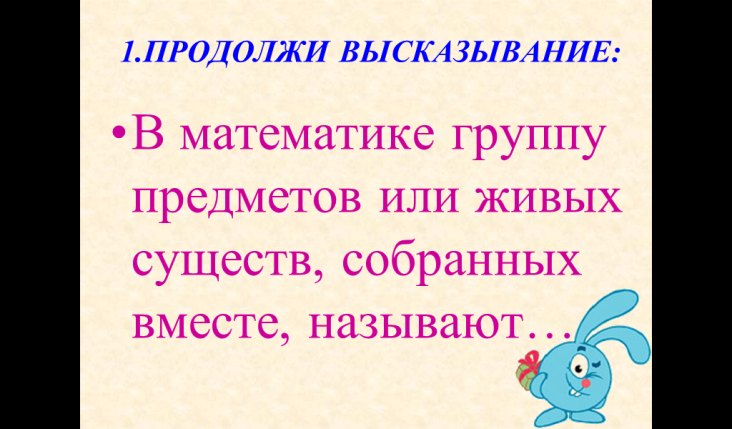 1.ПРОДОЛЖИ ВЫСКАЗЫВАНИЕ:
•В математике группу
предметов или живых
существ, собранных
вместе, называют…